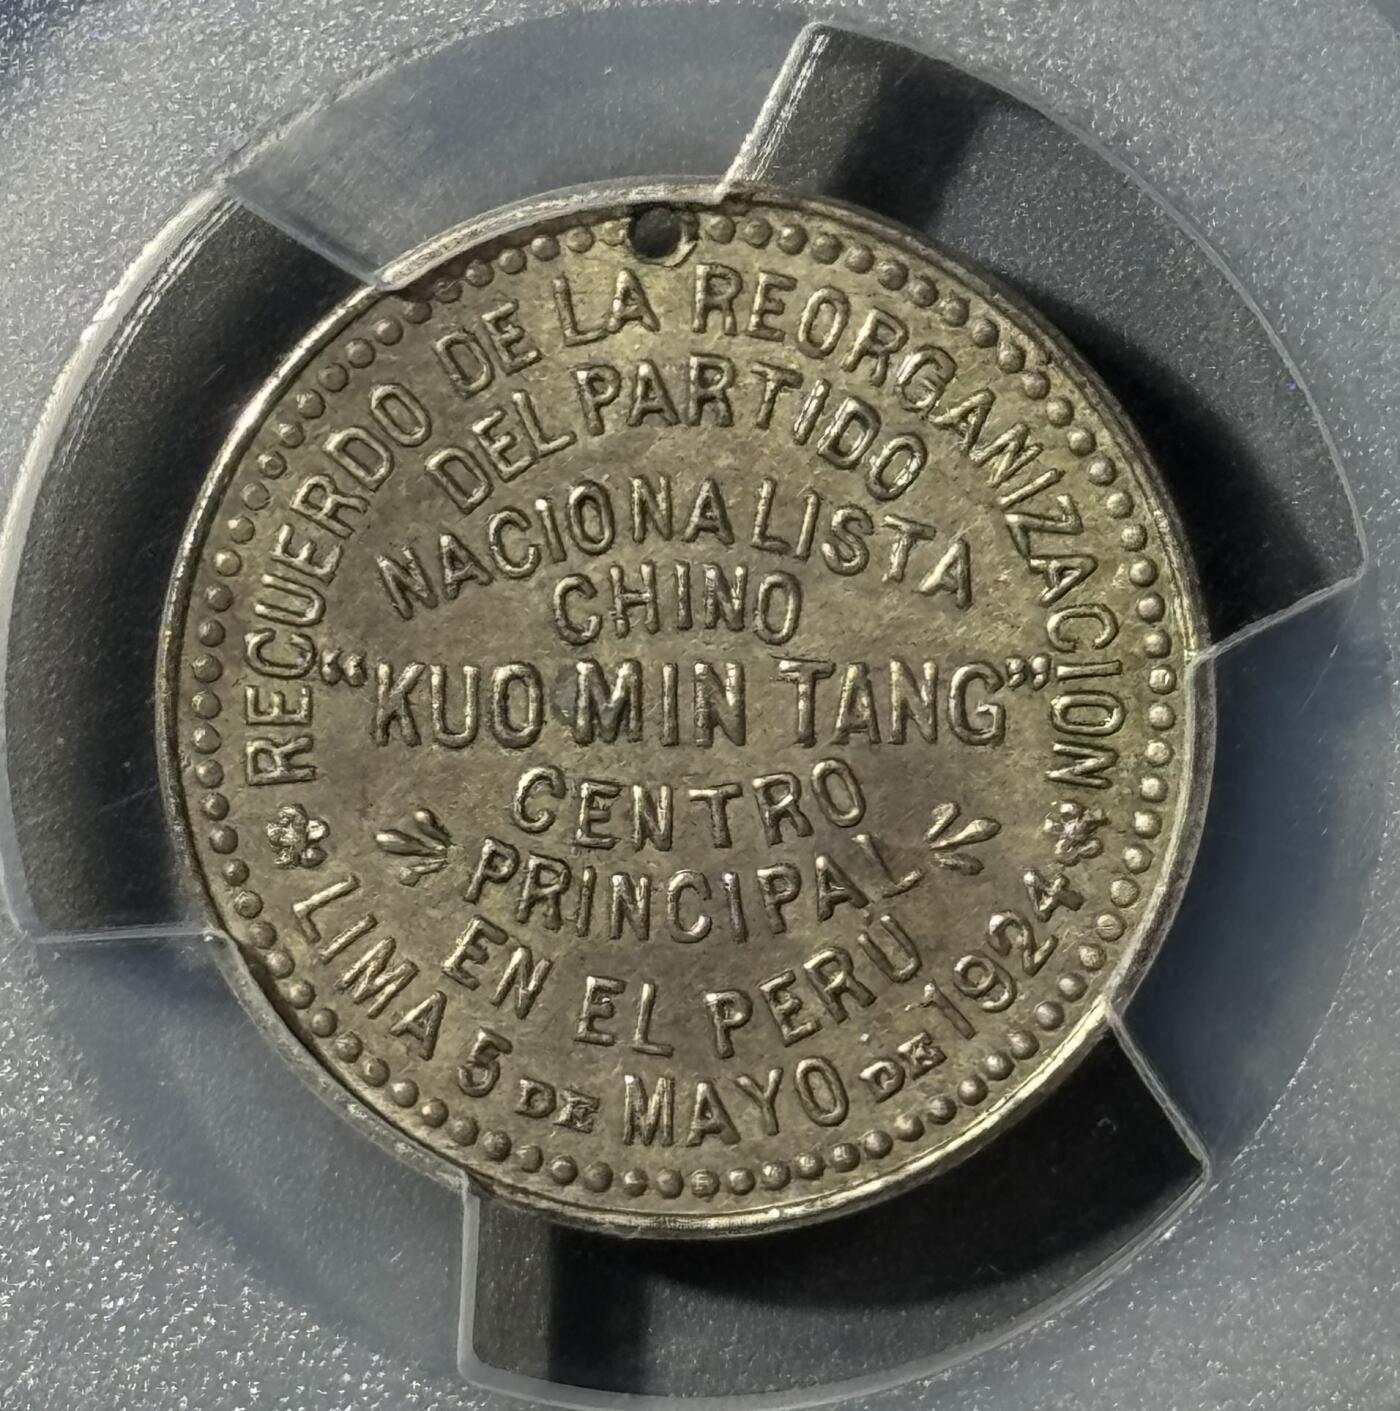 RECUERDO DE LA REORGANIZACION
DEL PARTIDO
NACIONALISTA
CHINO
“KUO MIN TANG”
CENTRO
PRINCIPAL
EN EL PERÚ
LIMA 5 DE MAYO DE 1924